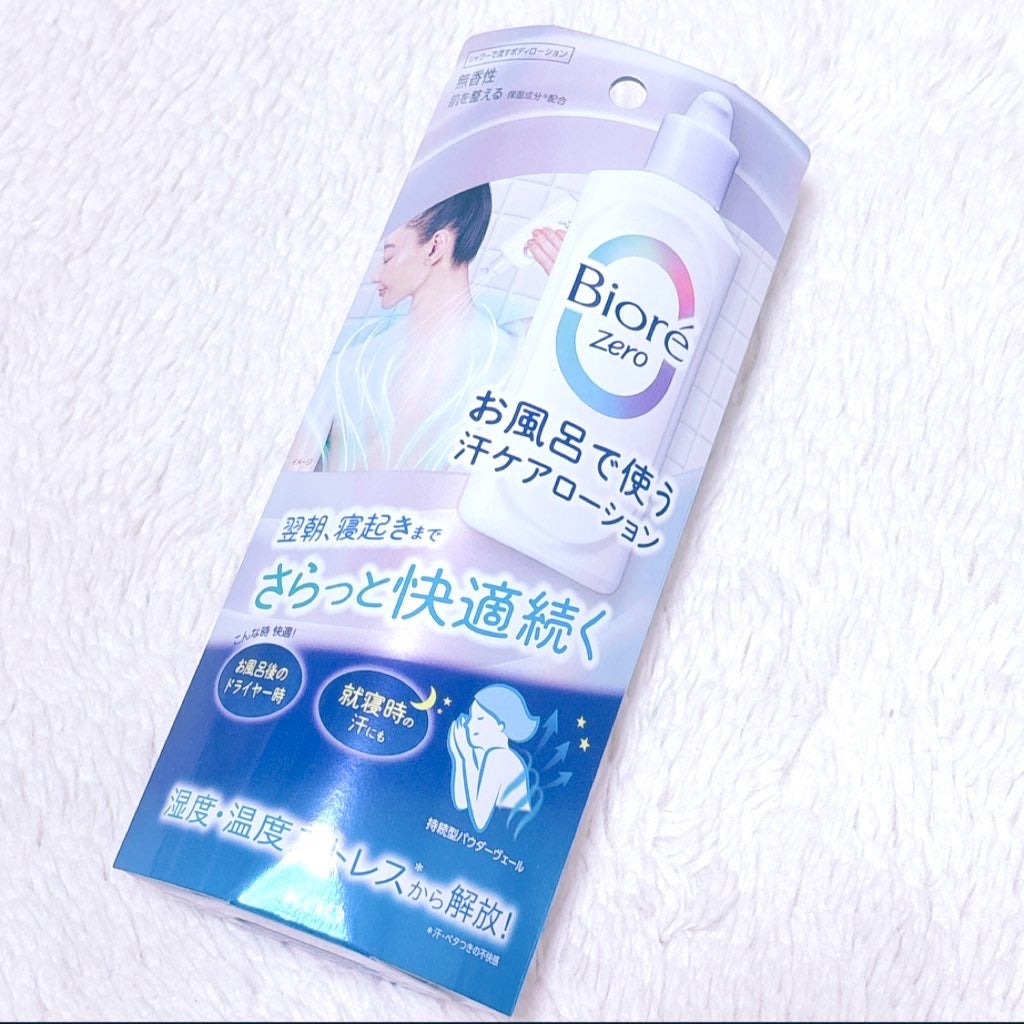 シャワーで流すボディローション
無香性
肌を整える 保湿成分*配合
Bioré
Zero
お風呂で使う
汗ケアローション
イメージ
翌朝、寝起きまで
さらっと快適続く
こんな時 快適!
お風呂後の
ドライヤー時
就寝時の
汗にも
持続型パウダーヴェール
湿度・温度ストレス*から解放!
*汗・ベタつきの不快感